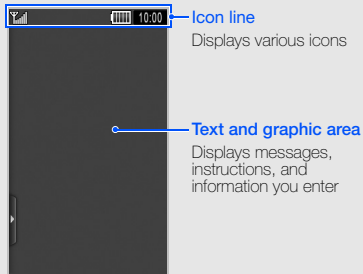 10:00
Icon line
Displays various icons
Text and graphic area
Displays messages,
instructions, and
information you enter